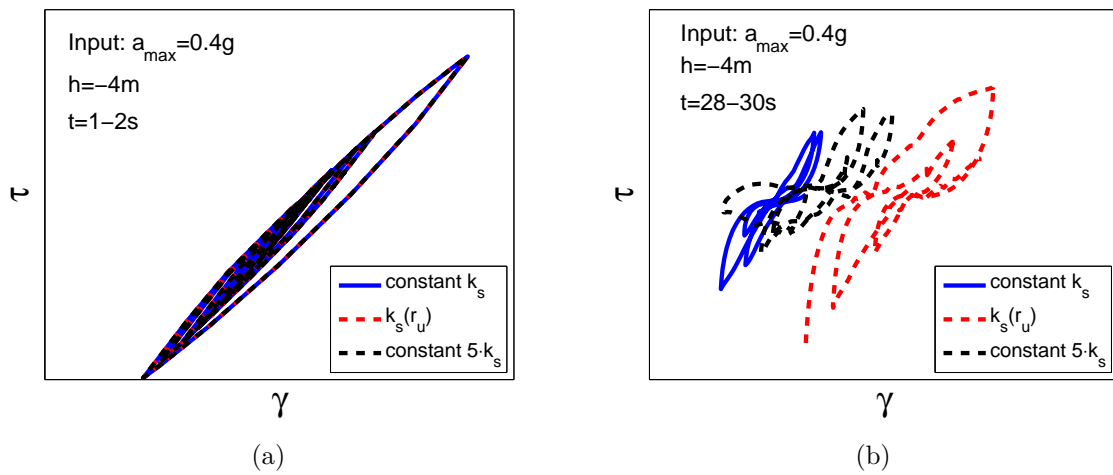 Input: a_max=0.4g
h=−4m
t=1−2s
τ
constant k_s
k_s(r_u)
constant 5·k_s
γ
(a)
Input: a_max=0.4g
h=−4m
t=28−30s
τ
constant k_s
k_s(r_u)
constant 5·k_s
γ
(b)